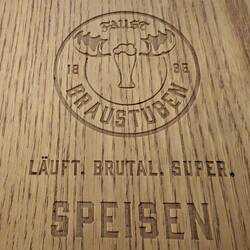 FAUST
18 95
BRAUSTUBEN
LÄUFT. BRUTAL. SUPER.
SPEISEN